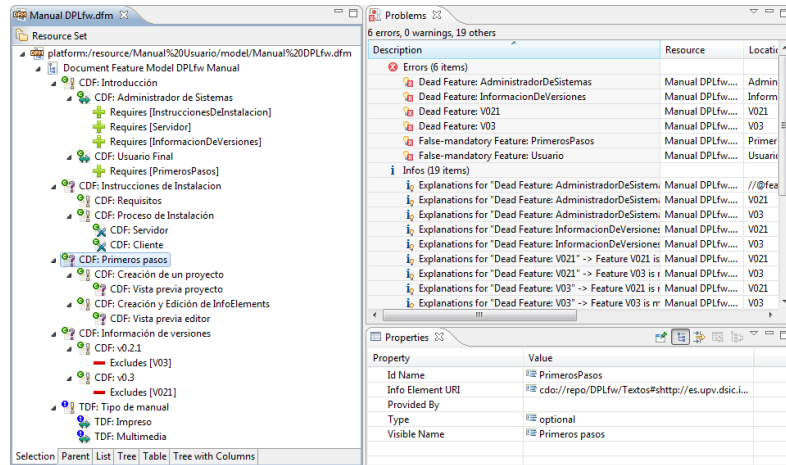 Manual DPLfw.dfm
Resource Set
platform:/resource/Manual%20Usuario/model/Manual%20DPLfw.dfm
Document Feature Model DPLfw Manual
CDF: Introducción
CDF: Administrador de Sistemas
Requires [InstruccionesDeInstalacion]
Requires [Servidor]
Requires [InformacionDeVersiones]
CDF: Usuario Final
Requires [PrimerosPasos]
CDF: Instrucciones de Instalacion
CDF: Requisitos
CDF: Proceso de Instalación
CDF: Servidor
CDF: Cliente
CDF: Primeros pasos
CDF: Creación de un proyecto
CDF: Vista previa proyecto
CDF: Creación y Edición de InfoElements
CDF: Vista previa editor
CDF: Información de versiones
CDF: v0.2.1
Excludes [V03]
CDF: v0.3
Excludes [V021]
TDF: Tipo de manual
TDF: Impreso
TDF: Multimedia
Selection Parent List Tree Table Tree with Columns
Problems
6 errors, 0 warnings, 19 others
Description Resource Locatic
Errors (6 items)
Dead Feature: AdministradorDeSistemas Manual DPLfw.... Admin
Dead Feature: InformacionDeVersiones Manual DPLfw.... Inform
Dead Feature: V021 Manual DPLfw.... V021
Dead Feature: V03 Manual DPLfw.... V03
False-mandatory Feature: PrimerosPasos Manual DPLfw.... Primer
False-mandatory Feature: Usuario Manual DPLfw.... Usuario
Infos (19 items)
Explanations for "Dead Feature: AdministradorDeSistema Manual DPLfw.... //@fea
Explanations for "Dead Feature: AdministradorDeSistema Manual DPLfw.... V021
Explanations for "Dead Feature: AdministradorDeSistema Manual DPLfw.... V03
Explanations for "Dead Feature: InformacionDeVersiones Manual DPLfw.... V021
Explanations for "Dead Feature: InformacionDeVersiones Manual DPLfw.... V03
Explanations for "Dead Feature: V021" -> Feature V021 is Manual DPLfw.... V021
Explanations for "Dead Feature: V021" -> Feature V03 is r Manual DPLfw.... V03
Explanations for "Dead Feature: V03" -> Feature V021 is r Manual DPLfw.... V021
Explanations for "Dead Feature: V03" -> Feature V03 is m Manual DPLfw.... V03
Properties
Property Value
Id Name PrimerosPasos
Info Element URI cdo://repo/DPLfw/Textos#shttp://es.upv.dsic.i...
Provided By
Type optional
Visible Name Primeros pasos